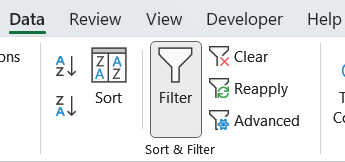 Data Review View Developer Help
ons
A
Z
Z
A
Z A
A Z
Sort
Filter
Clear
Reapply
Advanced
T
Co
Sort & Filter